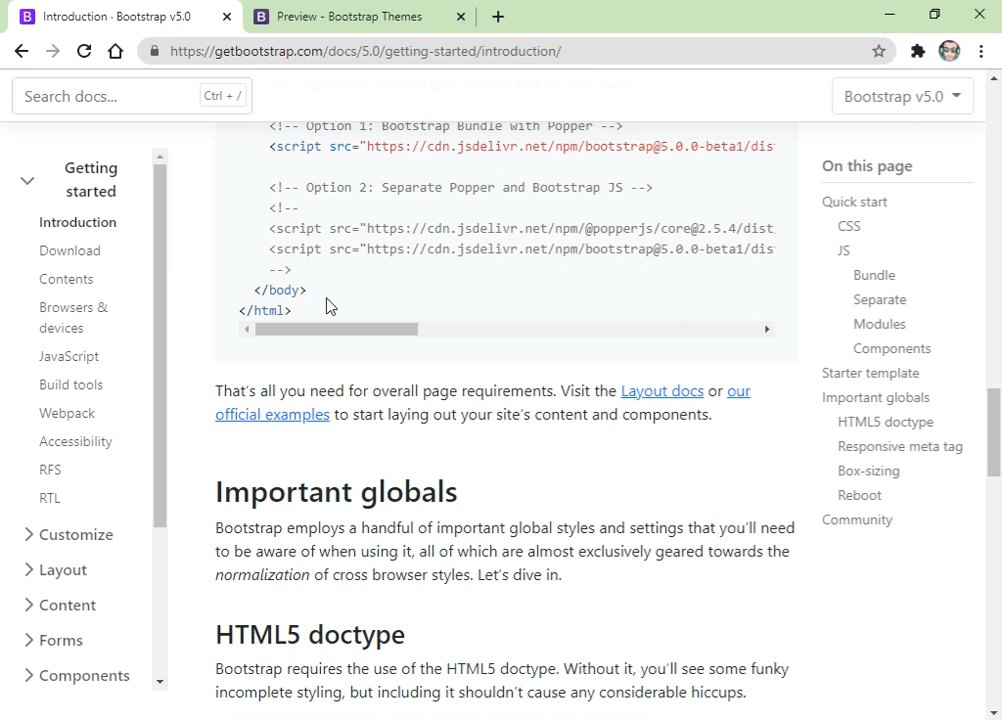 Introduction · Bootstrap v5.0
Preview - Bootstrap Themes
https://getbootstrap.com/docs/5.0/getting-started/introduction/
Search docs...
Ctrl + /
Bootstrap v5.0
Getting
started
Introduction
Download
Contents
Browsers &
devices
JavaScript
Build tools
Webpack
Accessibility
RFS
RTL
Customize
Layout
Content
Forms
Components
<!-- Optional JavaScript; choose one of the two! -->
<!-- Option 1: Bootstrap Bundle with Popper -->
<script src="https://cdn.jsdelivr.net/npm/bootstrap@5.0.0-beta1/dis
<!-- Option 2: Separate Popper and Bootstrap JS -->
<!--
<script src="https://cdn.jsdelivr.net/npm/@popperjs/core@2.5.4/dist
<script src="https://cdn.jsdelivr.net/npm/bootstrap@5.0.0-beta1/dis
-->
</body>
</html>
That's all you need for overall page requirements. Visit the Layout docs or our
official examples to start laying out your site's content and components.
Important globals
Bootstrap employs a handful of important global styles and settings that you'll need
to be aware of when using it, all of which are almost exclusively geared towards the
normalization of cross browser styles. Let's dive in.
HTML5 doctype
Bootstrap requires the use of the HTML5 doctype. Without it, you'll see some funky
incomplete styling, but including it shouldn't cause any considerable hiccups.
On this page
Quick start
CSS
JS
Bundle
Separate
Modules
Components
Starter template
Important globals
HTML5 doctype
Responsive meta tag
Box-sizing
Reboot
Community